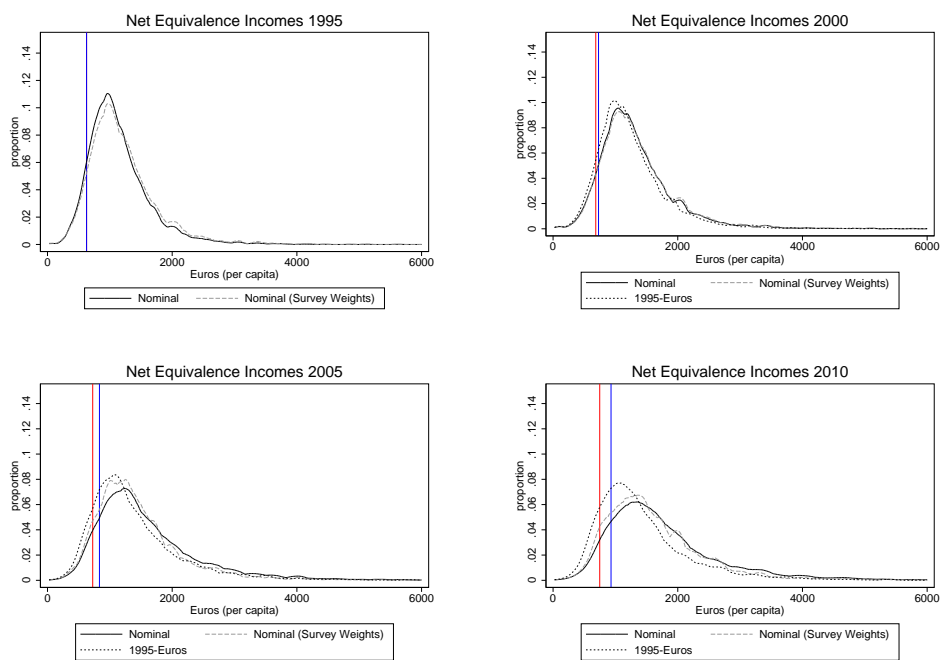 Net Equivalence Incomes 1995
proportion
0 .02 .04 .06 .08 .1 .12 .14
0 2000 4000 6000
Euros (per capita)
Nominal Nominal (Survey Weights)
Net Equivalence Incomes 2000
proportion
0 .02 .04 .06 .08 .1 .12 .14
0 2000 4000 6000
Euros (per capita)
Nominal Nominal (Survey Weights)
1995-Euros
Net Equivalence Incomes 2005
proportion
0 .02 .04 .06 .08 .1 .12 .14
0 2000 4000 6000
Euros (per capita)
Nominal Nominal (Survey Weights)
1995-Euros
Net Equivalence Incomes 2010
proportion
0 .02 .04 .06 .08 .1 .12 .14
0 2000 4000 6000
Euros (per capita)
Nominal Nominal (Survey Weights)
1995-Euros